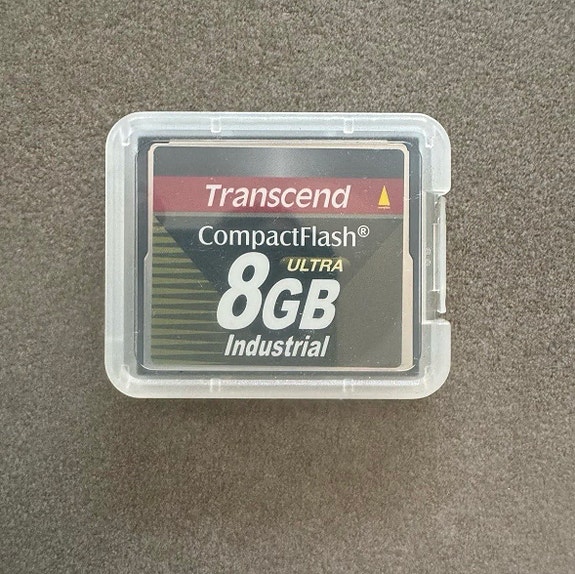 Transcend
CompactFlash®
ULTRA
8GB
Industrial